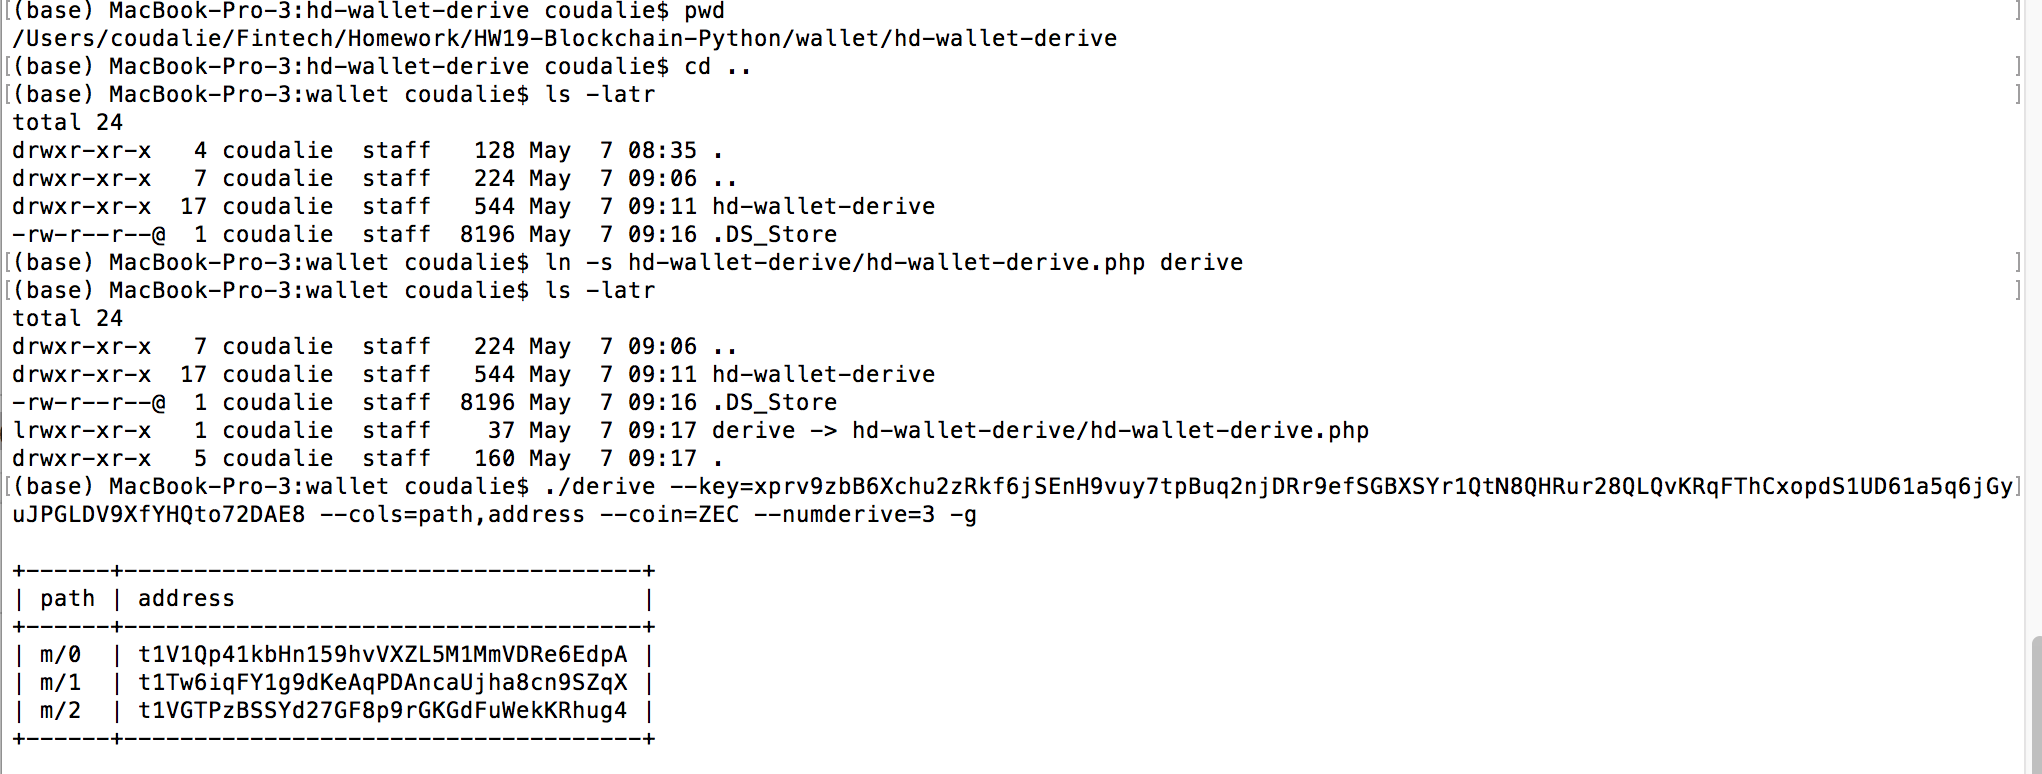 [(base) MacBook-Pro-3:hd-wallet-derive coudalie$ pwd ]
/Users/coudalie/Fintech/Homework/HW19-Blockchain-Python/wallet/hd-wallet-derive
[(base) MacBook-Pro-3:hd-wallet-derive coudalie$ cd .. ]
[(base) MacBook-Pro-3:wallet coudalie$ ls -latr ]
total 24
drwxr-xr-x   4 coudalie  staff   128 May  7 08:35 .
drwxr-xr-x   7 coudalie  staff   224 May  7 09:06 ..
drwxr-xr-x  17 coudalie  staff   544 May  7 09:11 hd-wallet-derive
-rw-r--r--@  1 coudalie  staff  8196 May  7 09:16 .DS_Store
[(base) MacBook-Pro-3:wallet coudalie$ ln -s hd-wallet-derive/hd-wallet-derive.php derive ]
[(base) MacBook-Pro-3:wallet coudalie$ ls -latr ]
total 24
drwxr-xr-x   7 coudalie  staff   224 May  7 09:06 ..
drwxr-xr-x  17 coudalie  staff   544 May  7 09:11 hd-wallet-derive
-rw-r--r--@  1 coudalie  staff  8196 May  7 09:16 .DS_Store
lrwxr-xr-x   1 coudalie  staff    37 May  7 09:17 derive -> hd-wallet-derive/hd-wallet-derive.php
drwxr-xr-x   5 coudalie  staff   160 May  7 09:17 .
[(base) MacBook-Pro-3:wallet coudalie$ ./derive --key=xprv9zbB6Xchu2zRkf6jSEnH9vuy7tpBuq2njDRr9efSGBXSYr1QtN8QHRur28QLQvKRqFThCxopdS1UD61a5q6jGy]
uJPGLDV9XfYHQto72DAE8 --cols=path,address --coin=ZEC --numderive=3 -g
+------+-------------------------------------+
| path | address                             |
+------+-------------------------------------+
| m/0  | t1V1Qp41kbHn159hvVXZL5M1MmVDRe6EdpA |
| m/1  | t1Tw6iqFY1g9dKeAqPDAncaUjha8cn9SZqX |
| m/2  | t1VGTPzBSSYd27GF8p9rGKGdFuWekKRhug4 |
+------+-------------------------------------+